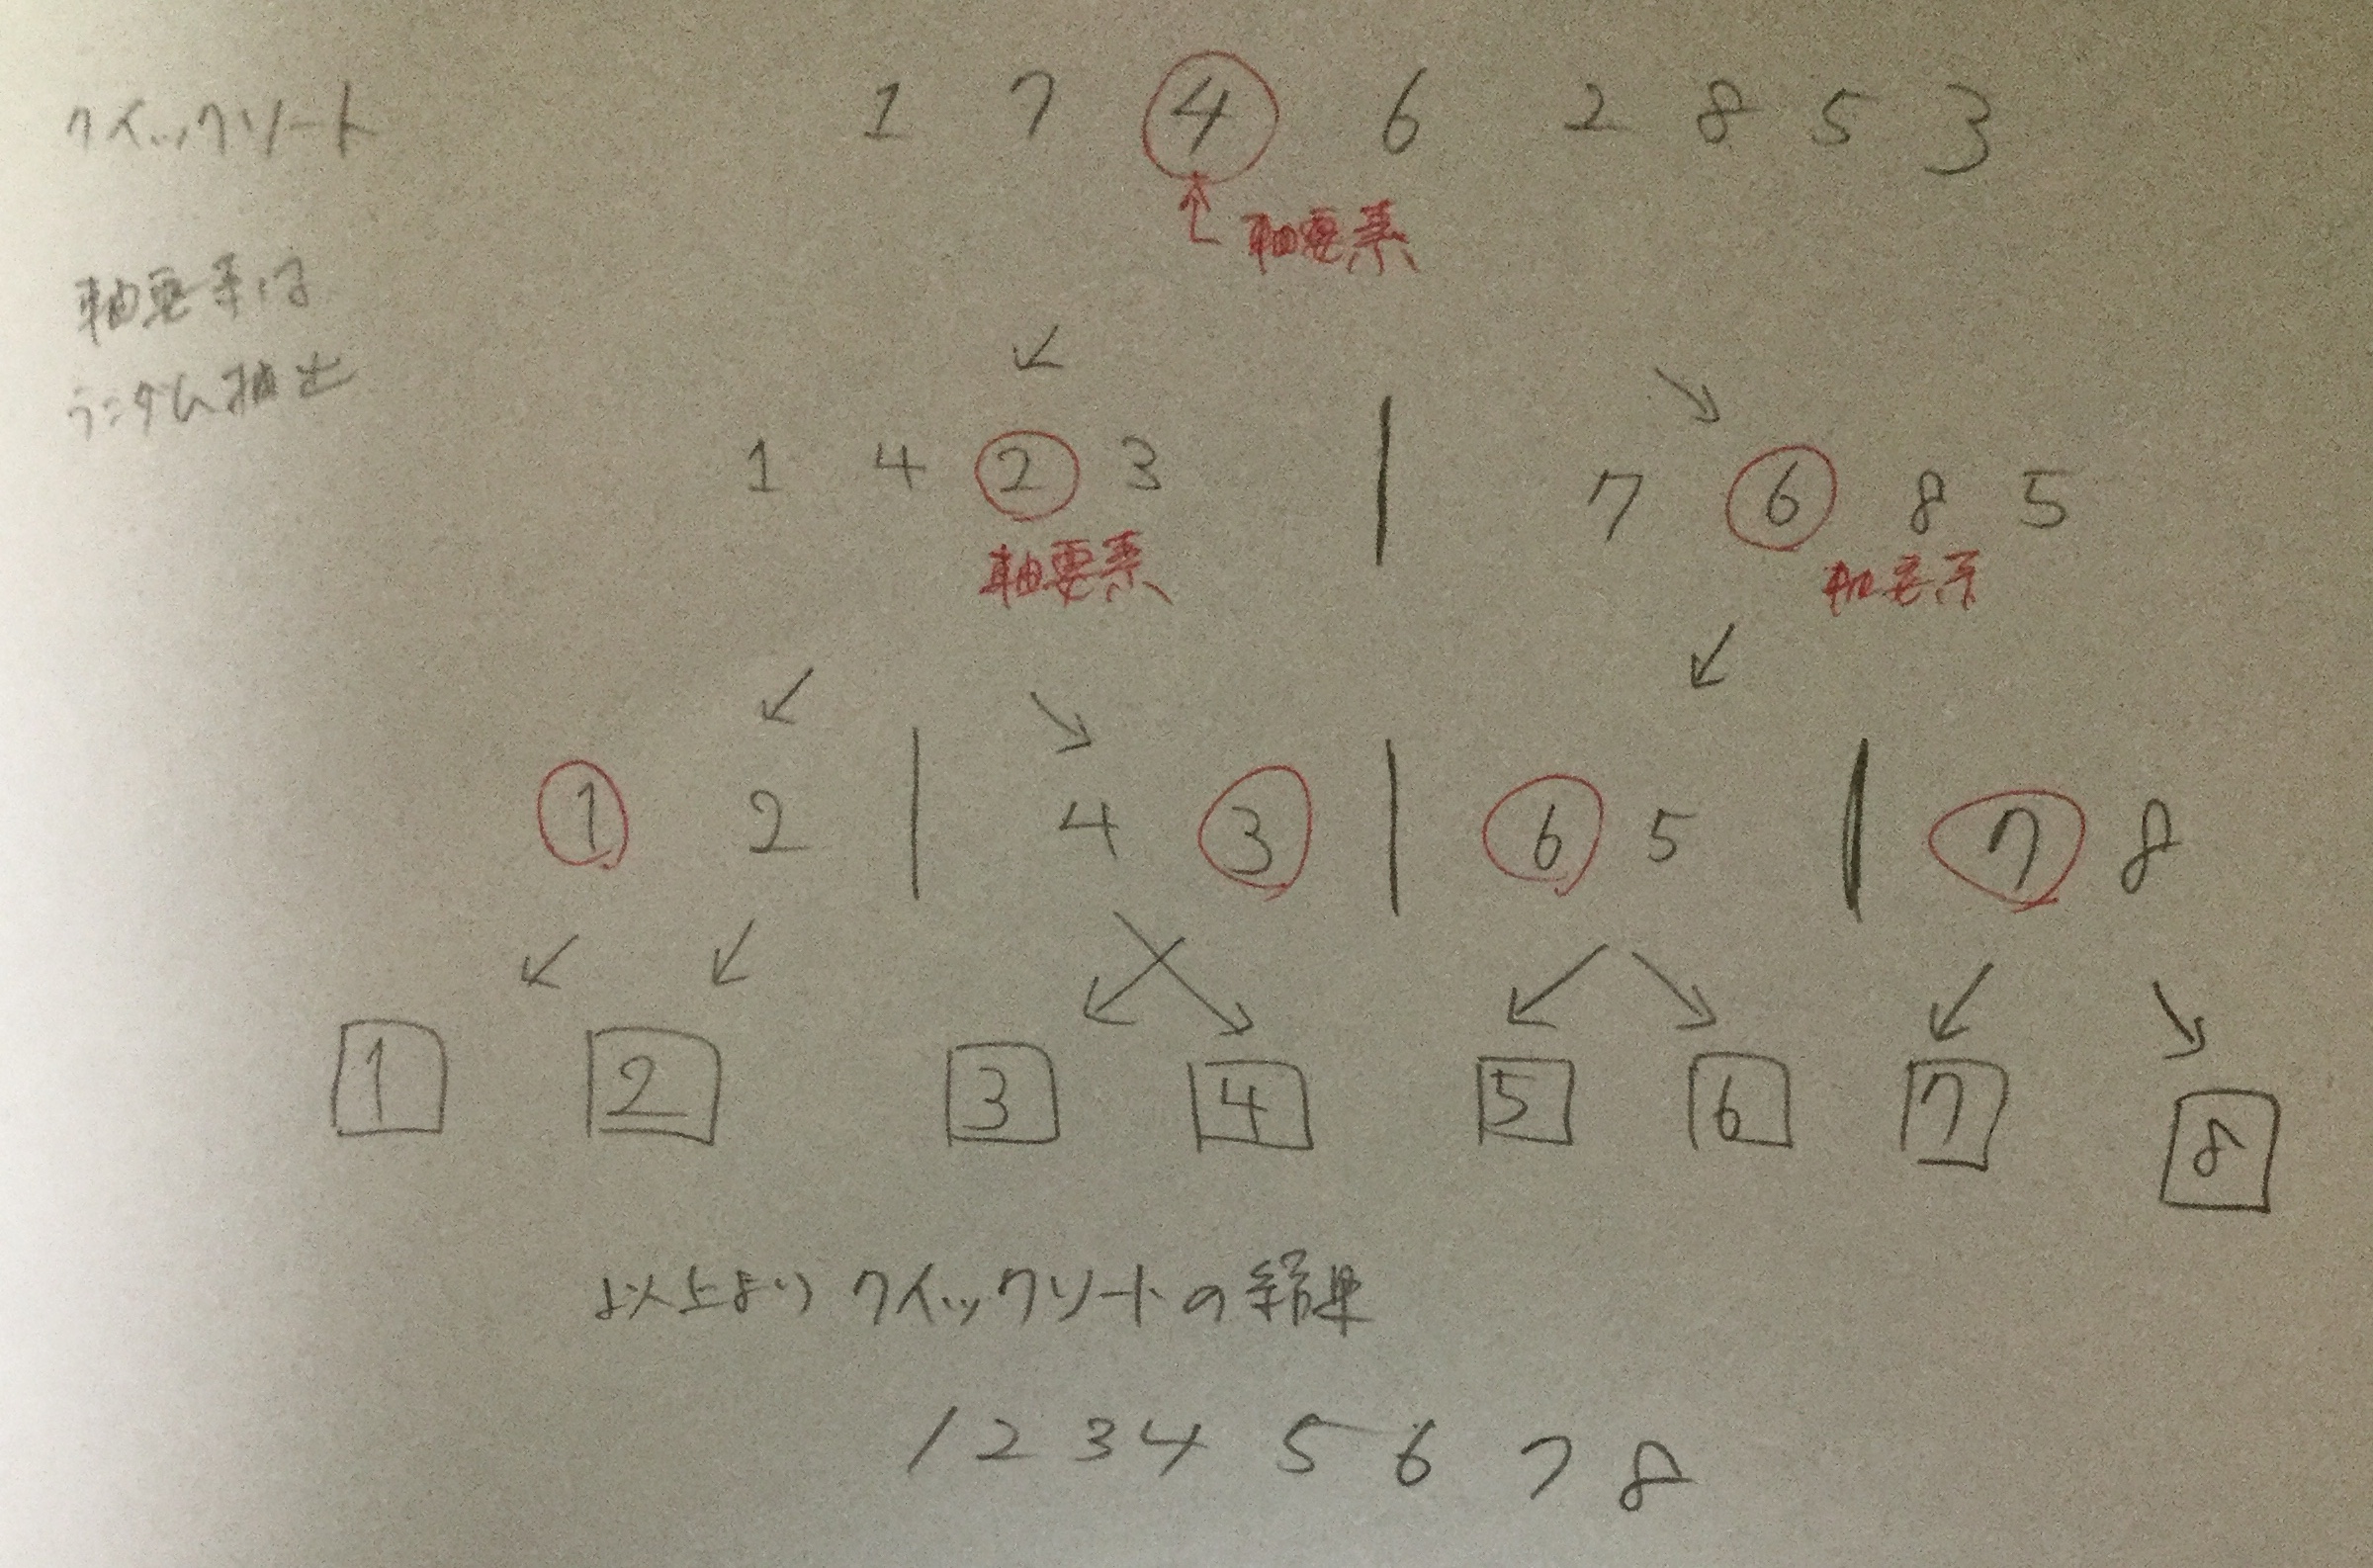 クイックソート
1 7 4 6 2 8 5 3
軸要素
軸要素は
ランダム抽出
1 4 2 3 | 7 6 8 5
軸要素 軸要素
1 2 | 4 3 | 6 5 | 7 8
1 2 3 4 5 6 7 8
以上より クイックソートの結果
1 2 3 4 5 6 7 8